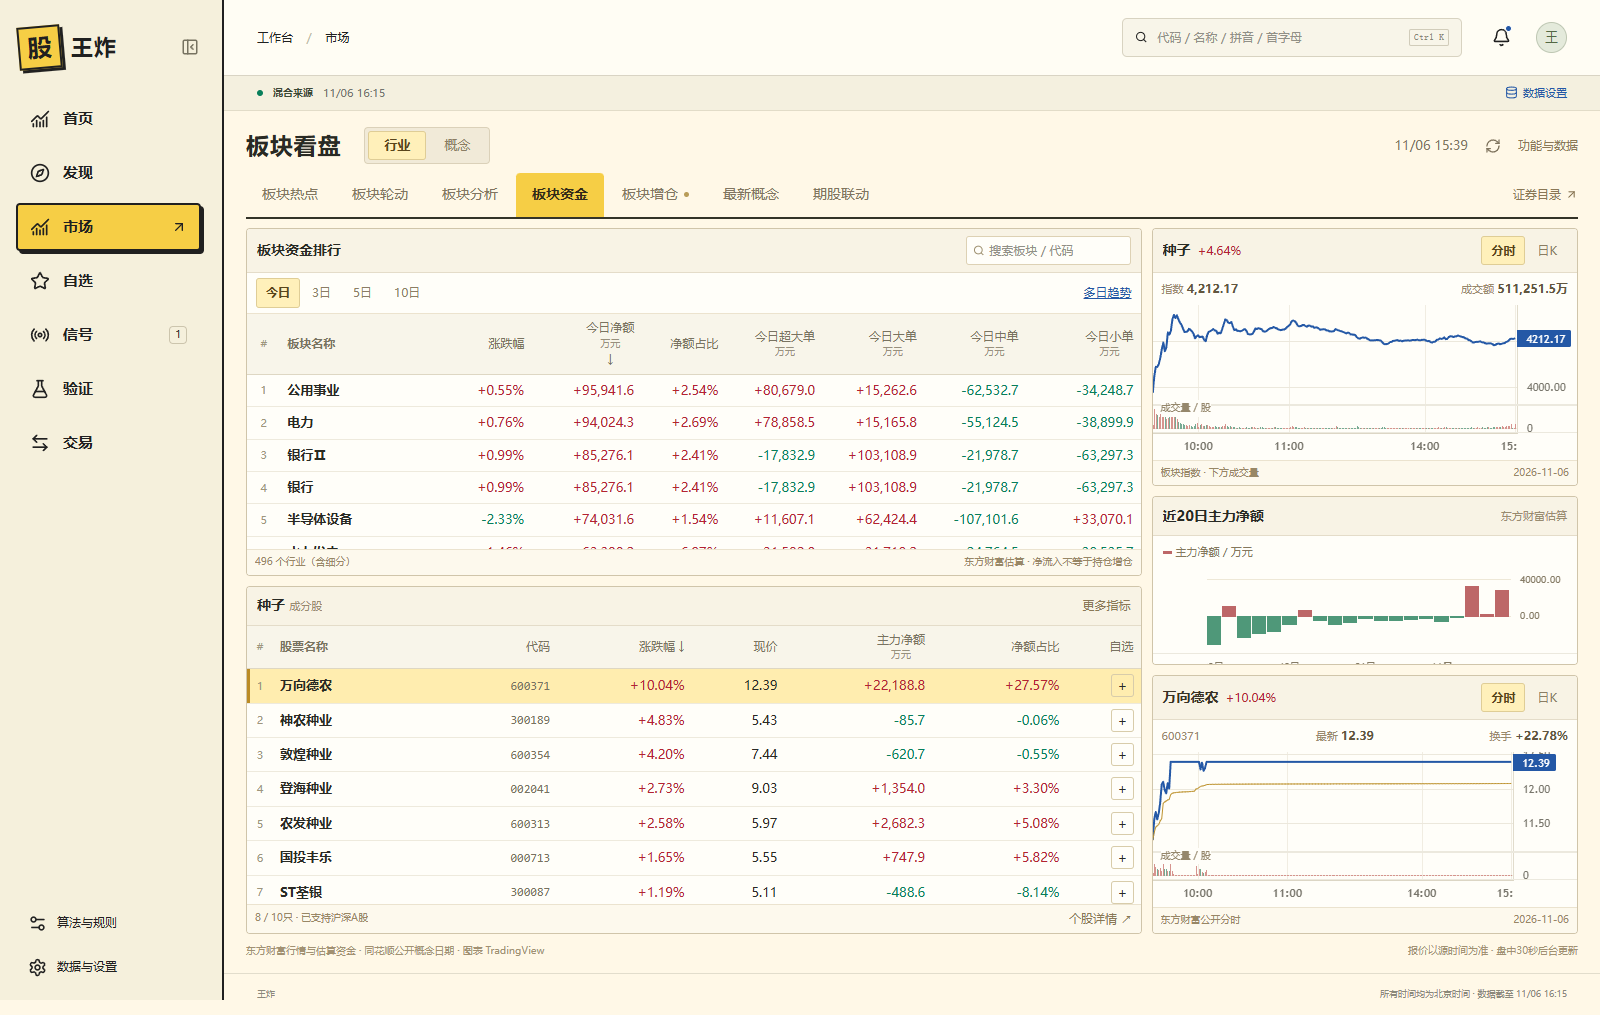 股 王炸
首页
发现
市场
自选
信号 1
验证
交易
算法与规则
数据与设置
工作台 / 市场
代码 / 名称 / 拼音 / 首字母 Ctrl K
王
混合来源 11/06 16:15
数据设置
板块看盘 行业 概念
11/06 15:39 功能与数据
板块热点 板块轮动 板块分析 板块资金 板块增仓 最新概念 期股联动
证券目录
板块资金排行
搜索板块 / 代码
今日 3日 5日 10日
多日趋势
# 板块名称 涨跌幅 今日净额 万元 ↓ 净额占比 今日超大单 万元 今日大单 万元 今日中单 万元 今日小单 万元
1 公用事业 +0.55% +95,941.6 +2.54% +80,679.0 +15,262.6 -62,532.7 -34,248.7
2 电力 +0.76% +94,024.3 +2.69% +78,858.5 +15,165.8 -55,124.5 -38,899.9
3 银行Ⅱ +0.99% +85,276.1 +2.41% -17,832.9 +103,108.9 -21,978.7 -63,297.3
4 银行 +0.99% +85,276.1 +2.41% -17,832.9 +103,108.9 -21,978.7 -63,297.3
5 半导体设备 -2.33% +74,031.6 +1.54% +11,607.1 +62,424.4 -107,101.6 +33,070.1
496 个行业（含细分）
东方财富估算 · 净流入不等于持仓增仓
种子 成分股
更多指标
# 股票名称 代码 涨跌幅 ↓ 现价 主力净额 万元 净额占比 自选
1 万向德农 600371 +10.04% 12.39 +22,188.8 +27.57% +
2 神农种业 300189 +4.83% 5.43 -85.7 -0.06% +
3 敦煌种业 600354 +4.20% 7.44 -620.7 -0.55% +
4 登海种业 002041 +2.73% 9.03 +1,354.0 +3.30% +
5 农发种业 600313 +2.58% 5.97 +2,682.3 +5.08% +
6 国投丰乐 000713 +1.65% 5.55 +747.9 +5.82% +
7 ST荃银 300087 +1.19% 5.11 -488.6 -8.14% +
8 / 10只 · 已支持沪深A股
个股详情 ↗
东方财富行情与估算资金 · 同花顺公开概念日期 · 图表 TradingView
种子 +4.64%
分时 日K
指数 4,212.17
成交额 511,251.5万
4212.17
4000.00
成交量 / 股
0
10:00 11:00 14:00 15:
板块指数 · 下方成交量
2026-11-06
近20日主力净额
东方财富估算
主力净额 / 万元
40000.00
0.00
万向德农 +10.04%
分时 日K
600371 最新 12.39 换手 +22.78%
12.39
12.00
11.50
成交量 / 股
0
10:00 11:00 14:00 15:
东方财富公开分时
2026-11-06
报价以源时间为准 · 盘中30秒后台更新
王炸
所有时间均为北京时间 · 数据截至 11/06 16:15